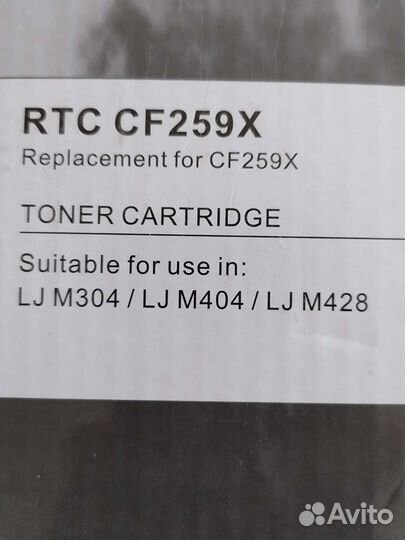 RTC CF259X
Replacement for CF259X
TONER CARTRIDGE
Suitable for use in:
LJ M304 / LJ M404 / LJ M428
Avito